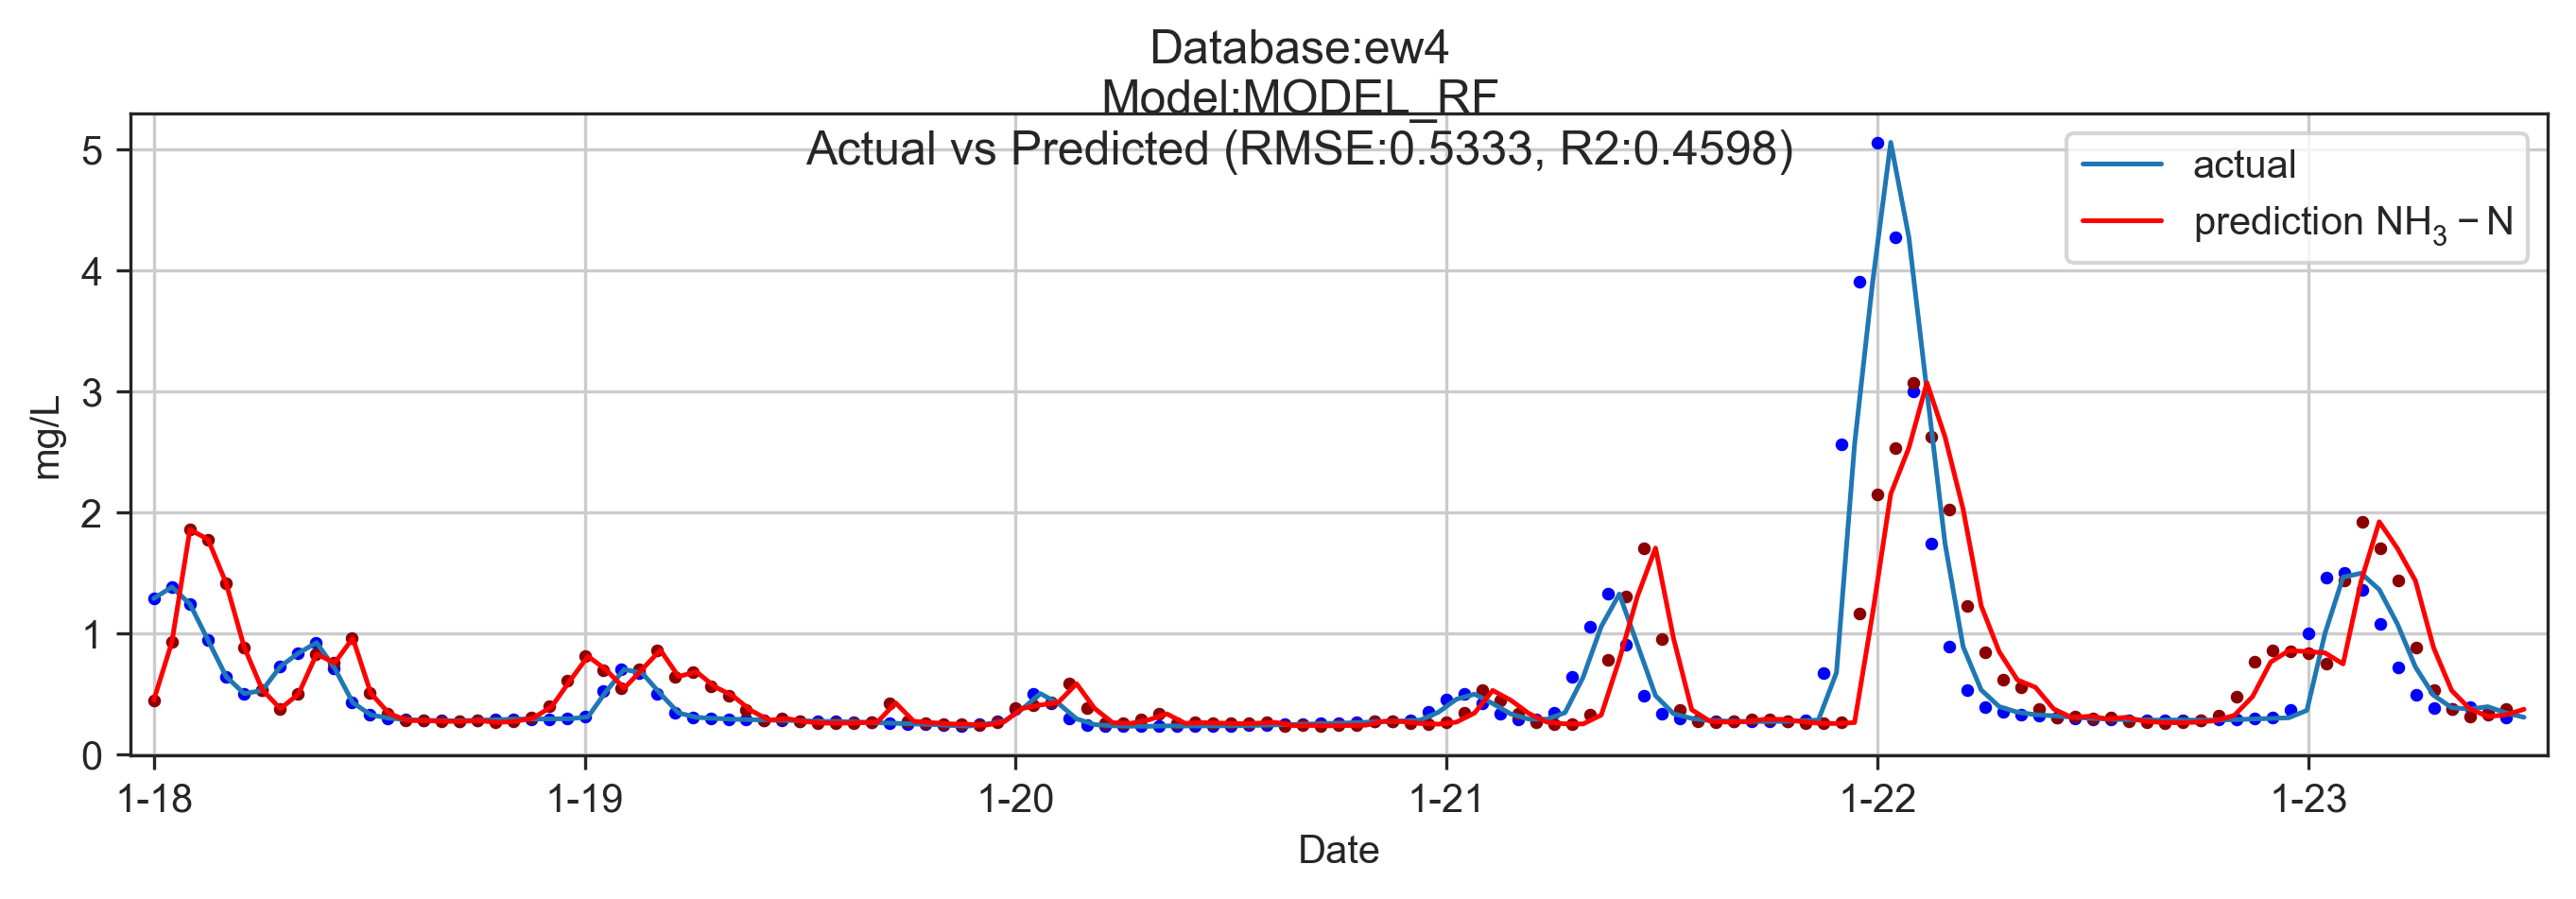 Database:ew4
Model:MODEL_RF
Actual vs Predicted (RMSE:0.5333, R2:0.4598)
5
4
3
2
1
0
mg/L
actual
prediction NH₃ − N
1-18 1-19 1-20 1-21 1-22 1-23
Date